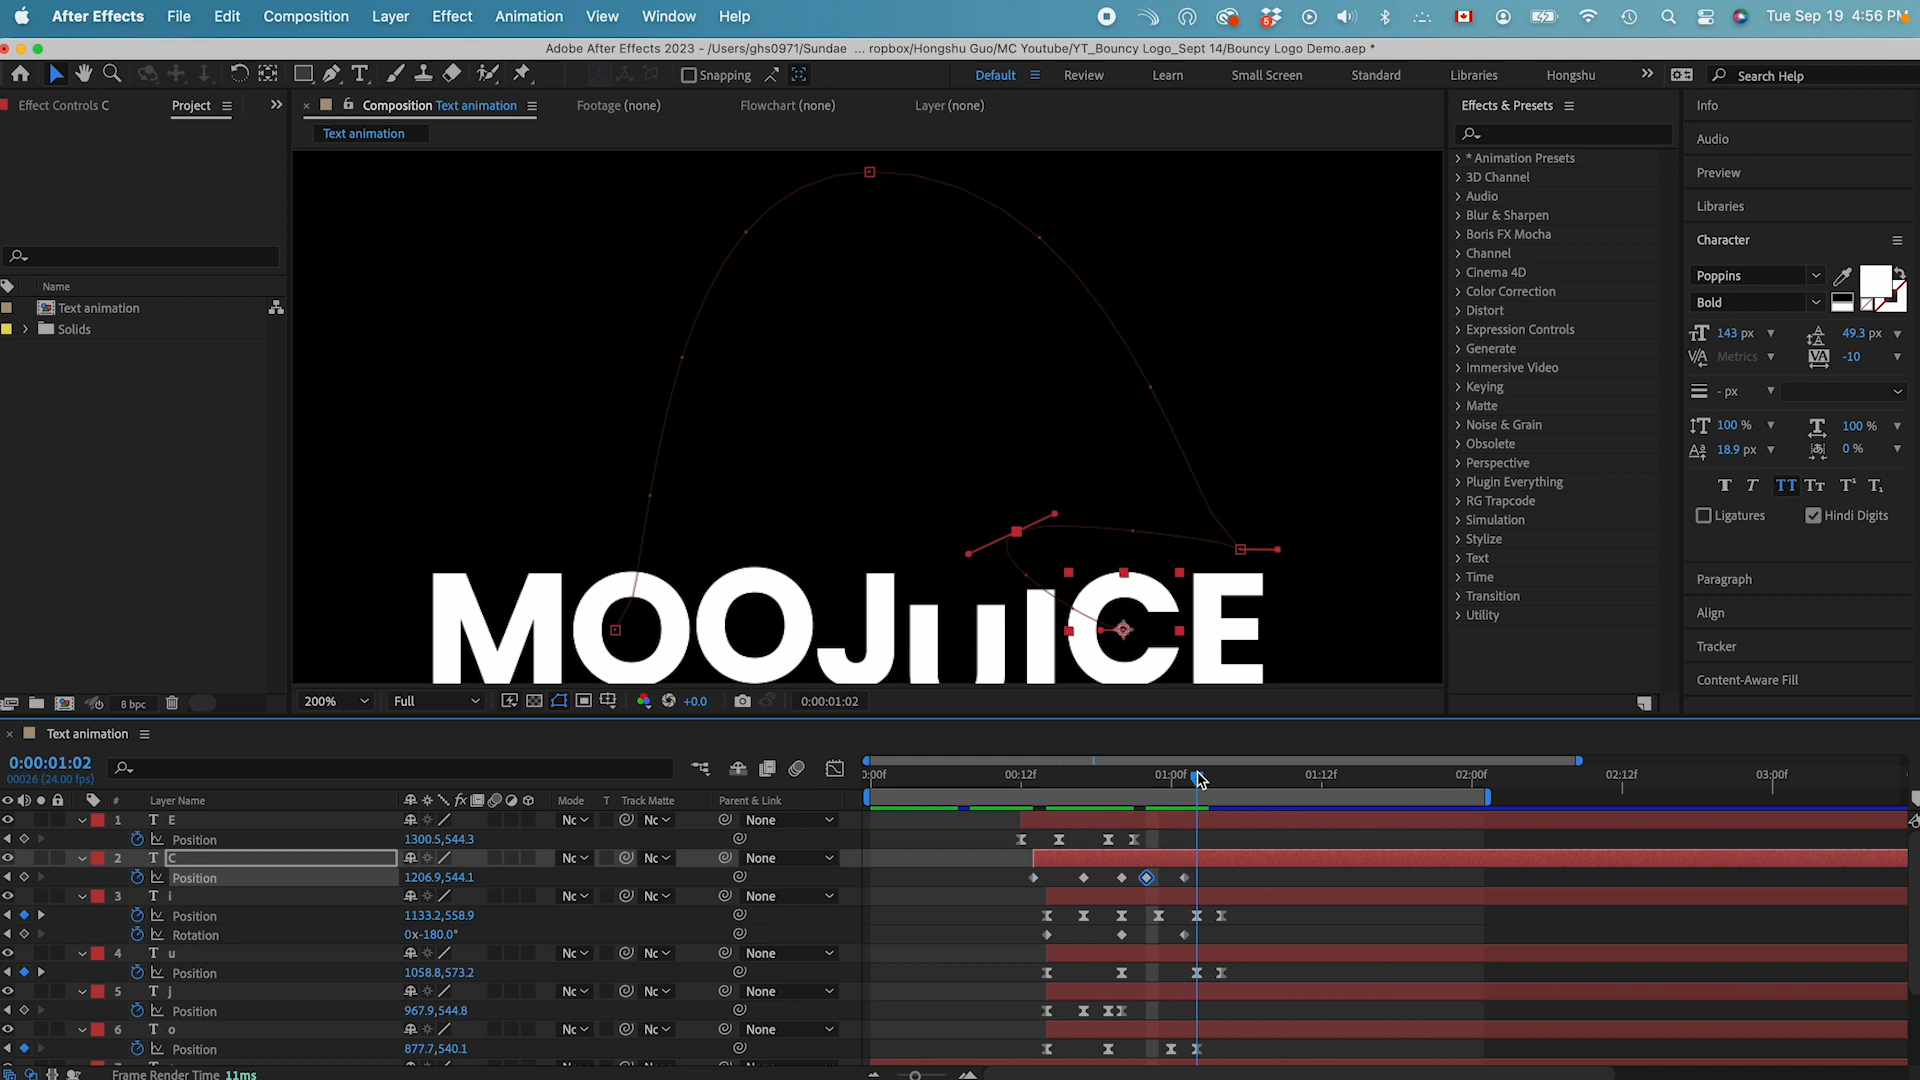 After Effects File Edit Composition Layer Effect Animation View Window Help
5
Tue Sep 19 4:56 PM
Adobe After Effects 2023 - /Users/ghs0971/Sundae ... ropbox/Hongshu Guo/MC Youtube/YT_Bouncy Logo_Sept 14/Bouncy Logo Demo.aep *
Snapping
Default Review Learn Small Screen Standard Libraries Hongshu
Search Help
Effect Controls C
Project
Composition Text animation
Footage (none)
Flowchart (none)
Layer (none)
Text animation
Name
Text animation
Solids
8 bpc
MOOJuICE
200%
Full
+0.0
0:00:01:02
Effects & Presets
* Animation Presets
3D Channel
Audio
Blur & Sharpen
Boris FX Mocha
Channel
Cinema 4D
Color Correction
Distort
Expression Controls
Generate
Immersive Video
Keying
Matte
Noise & Grain
Obsolete
Perspective
Plugin Everything
RG Trapcode
Simulation
Stylize
Text
Time
Transition
Utility
Info
Audio
Preview
Libraries
Character
Poppins
Bold
143 px
49.3 px
Metrics
-10
- px
100 %
100 %
18.9 px
0 %
Ligatures
Hindi Digits
Paragraph
Align
Tracker
Content-Aware Fill
Text animation
0:00:01:02
00026 (24.00 fps)
# Layer Name
Mode T Track Matte Parent & Link
:00f 00:12f 01:00f 01:12f 02:00f 02:12f 03:00f
1 T E None
Position 1300.5,544.3
2 T C None
Position 1206.9,544.1
3 T i None
Position 1133.2,558.9
Rotation 0x-180.0°
4 T u None
Position 1058.8,573.2
5 T j None
Position 967.9,544.8
6 T o None
Position 877.7,540.1
Frame Render Time 11ms